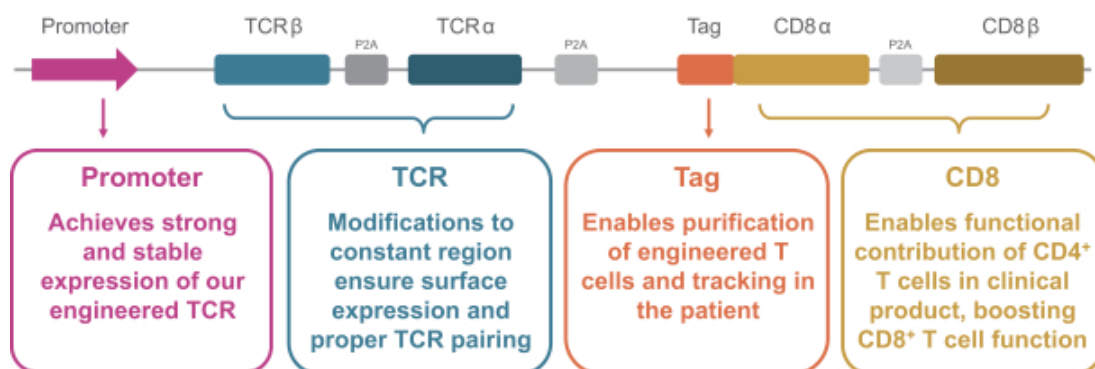 Promoter
TCRβ
P2A
TCRα
P2A
Tag
CD8α
P2A
CD8β
Promoter
Achieves strong
and stable
expression of our
engineered TCR
TCR
Modifications to
constant region
ensure surface
expression and
proper TCR pairing
Tag
Enables purification
of engineered T
cells and tracking in
the patient
CD8
Enables functional
contribution of CD4⁺
T cells in clinical
product, boosting
CD8⁺ T cell function